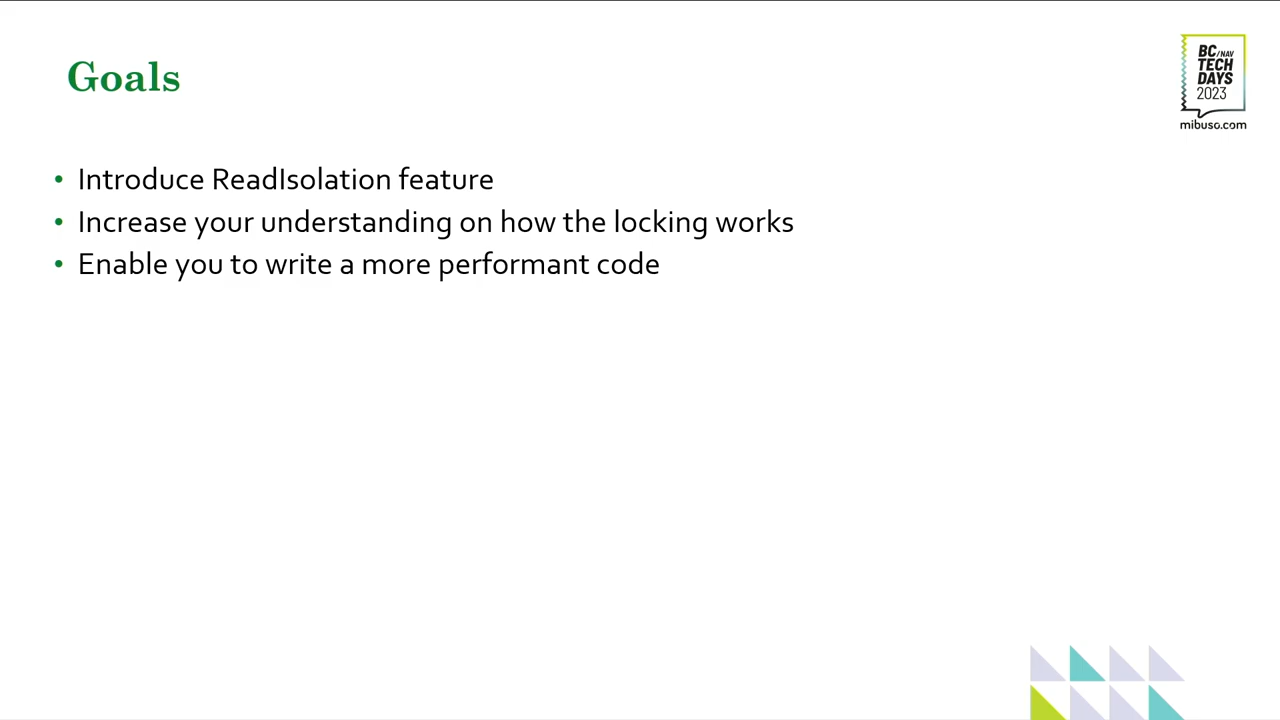 Goals
BC/NAV
TECH
DAYS
2023
mibuso.com
• Introduce ReadIsolation feature
• Increase your understanding on how the locking works
• Enable you to write a more performant code